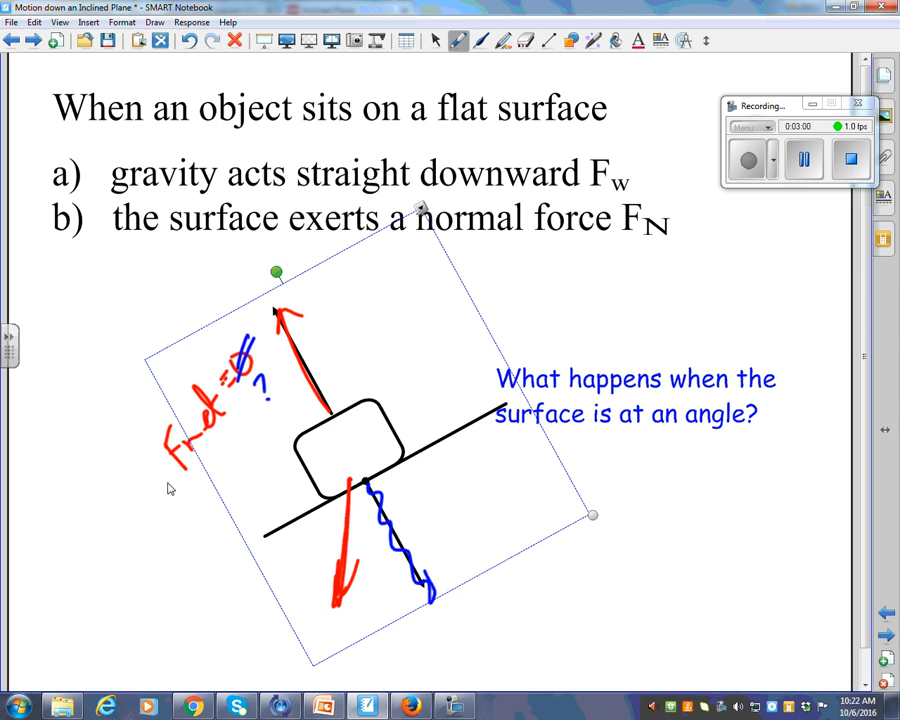 Motion down an Inclined Plane * - SMART Notebook
File Edit View Insert Format Draw Response Help
Recording...
Menu 0:03:00 1.0 fps
When an object sits on a flat surface
a) gravity acts straight downward Fw
b) the surface exerts a normal force FN
Fnet = 0
?
What happens when the
surface is at an angle?
10:22 AM
10/6/2016